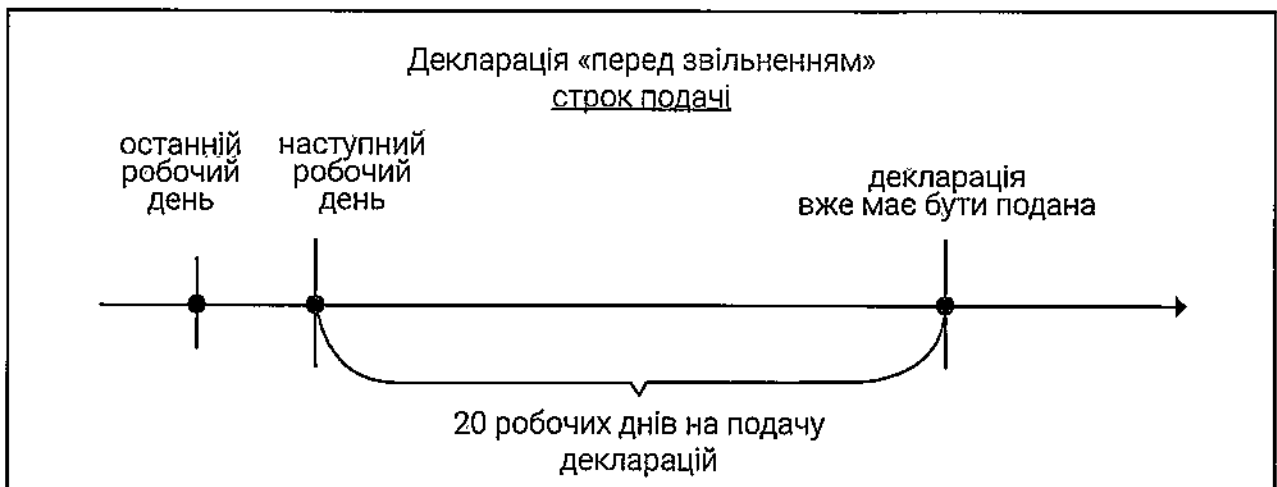 Декларація «перед звільненням»
строк подачі
останній
робочий
день
наступний
робочий
день
декларація
вже має бути подана
20 робочих днів на подачу
декларацій